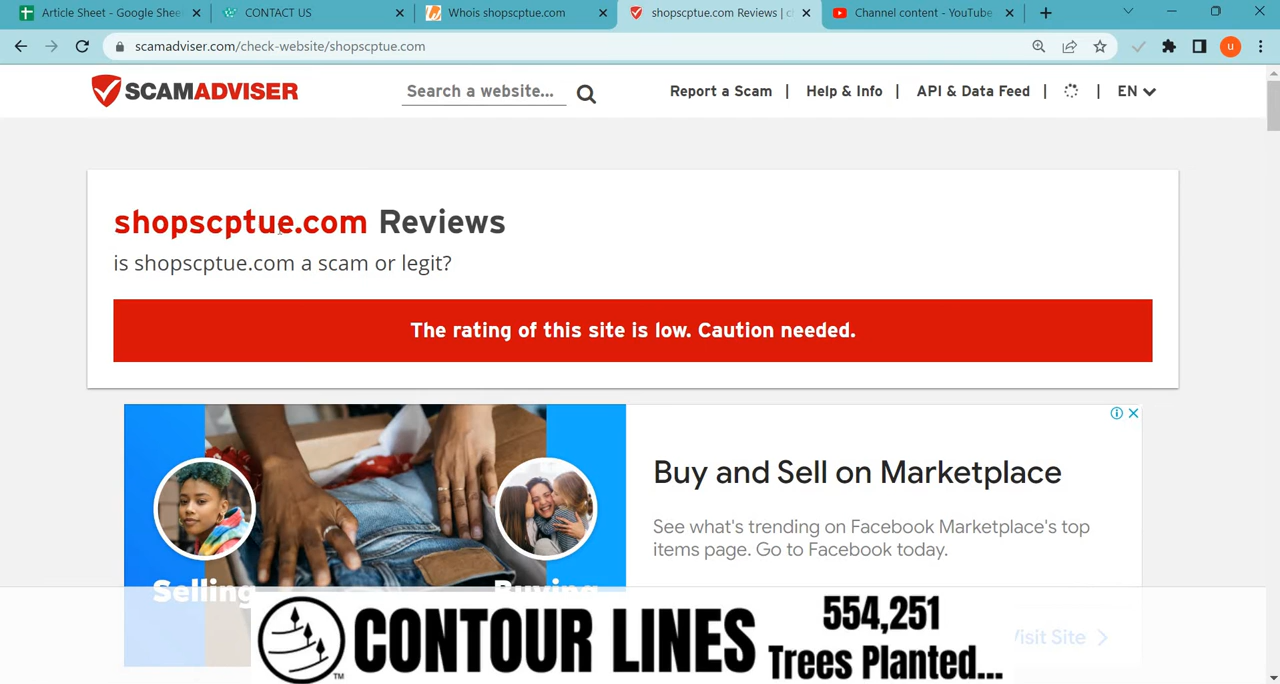 Article Sheet - Google Shee
CONTACT US
Whois shopscptue.com
shopscptue.com Reviews | c
Channel content - YouTube
scamadviser.com/check-website/shopscptue.com
u
SCAMADVISER
Search a website...
Report a Scam | Help & Info | API & Data Feed | | EN
shopscptue.com Reviews
is shopscptue.com a scam or legit?
The rating of this site is low. Caution needed.
Buy and Sell on Marketplace
See what's trending on Facebook Marketplace's top
items page. Go to Facebook today.
Selling
Buying
Visit Site
CONTOUR LINES
TM
554,251
Trees Planted...